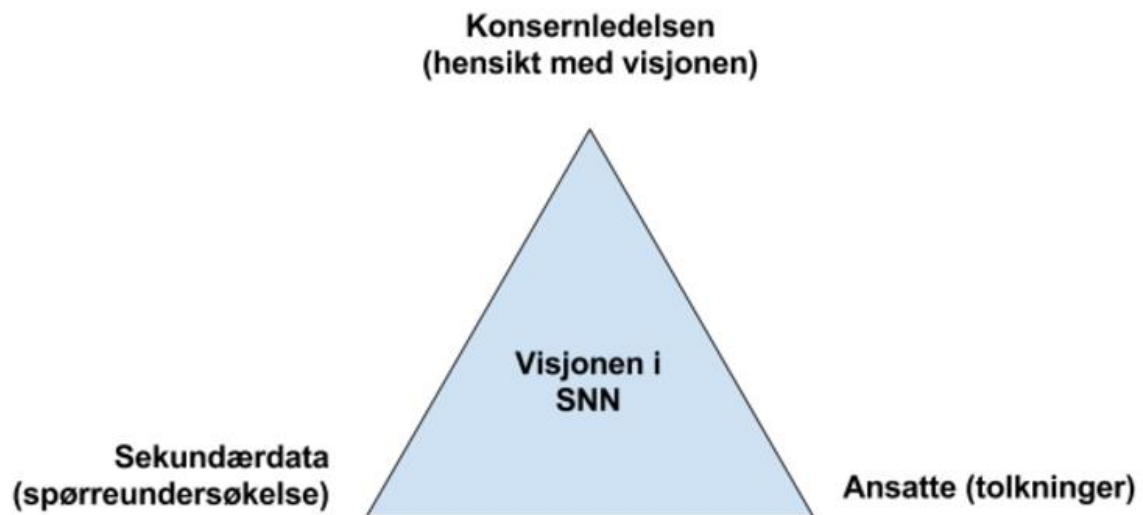 Konsernledelsen
(hensikt med visjonen)
Visjonen i
SNN
Sekundærdata
(spørreundersøkelse)
Ansatte (tolkninger)